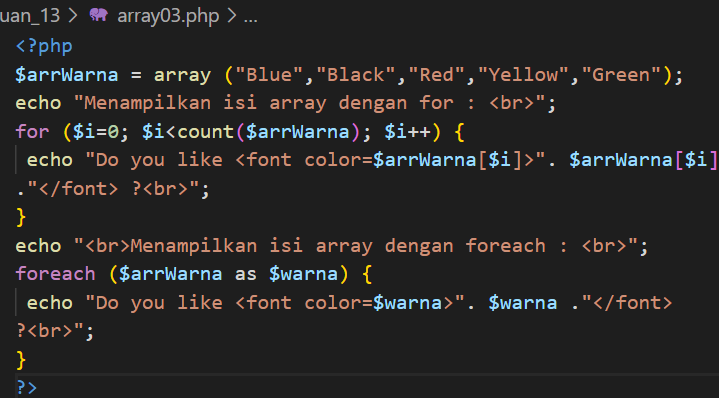 uan_13 > array03.php > ...
<?php
$arrWarna = array ("Blue","Black","Red","Yellow","Green");
echo "Menampilkan isi array dengan for : <br>";
for ($i=0; $i<count($arrWarna); $i++) {
echo "Do you like <font color=$arrWarna[$i]>". $arrWarna[$i]
."</font> ?<br>";
}
echo "<br>Menampilkan isi array dengan foreach : <br>";
foreach ($arrWarna as $warna) {
echo "Do you like <font color=$warna>". $warna ."</font>
?<br>";
}
?>